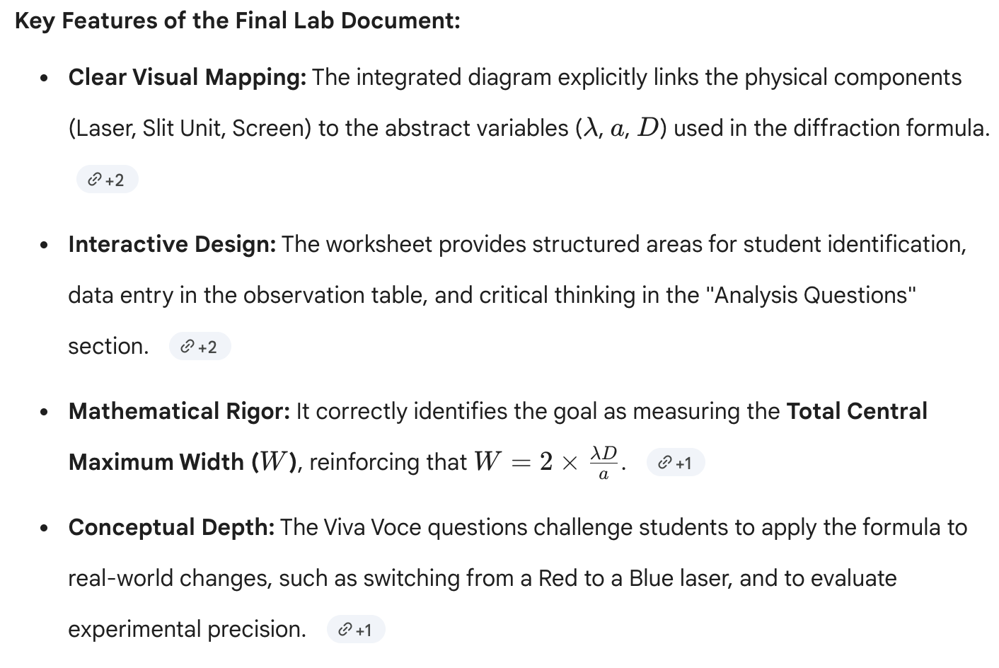 Key Features of the Final Lab Document:
• Clear Visual Mapping: The integrated diagram explicitly links the physical components
(Laser, Slit Unit, Screen) to the abstract variables (λ, a, D) used in the diffraction formula.
+2
• Interactive Design: The worksheet provides structured areas for student identification,
data entry in the observation table, and critical thinking in the "Analysis Questions"
section. +2
• Mathematical Rigor: It correctly identifies the goal as measuring the Total Central
Maximum Width (W), reinforcing that W = 2 × λD/a. +1
• Conceptual Depth: The Viva Voce questions challenge students to apply the formula to
real-world changes, such as switching from a Red to a Blue laser, and to evaluate
experimental precision. +1